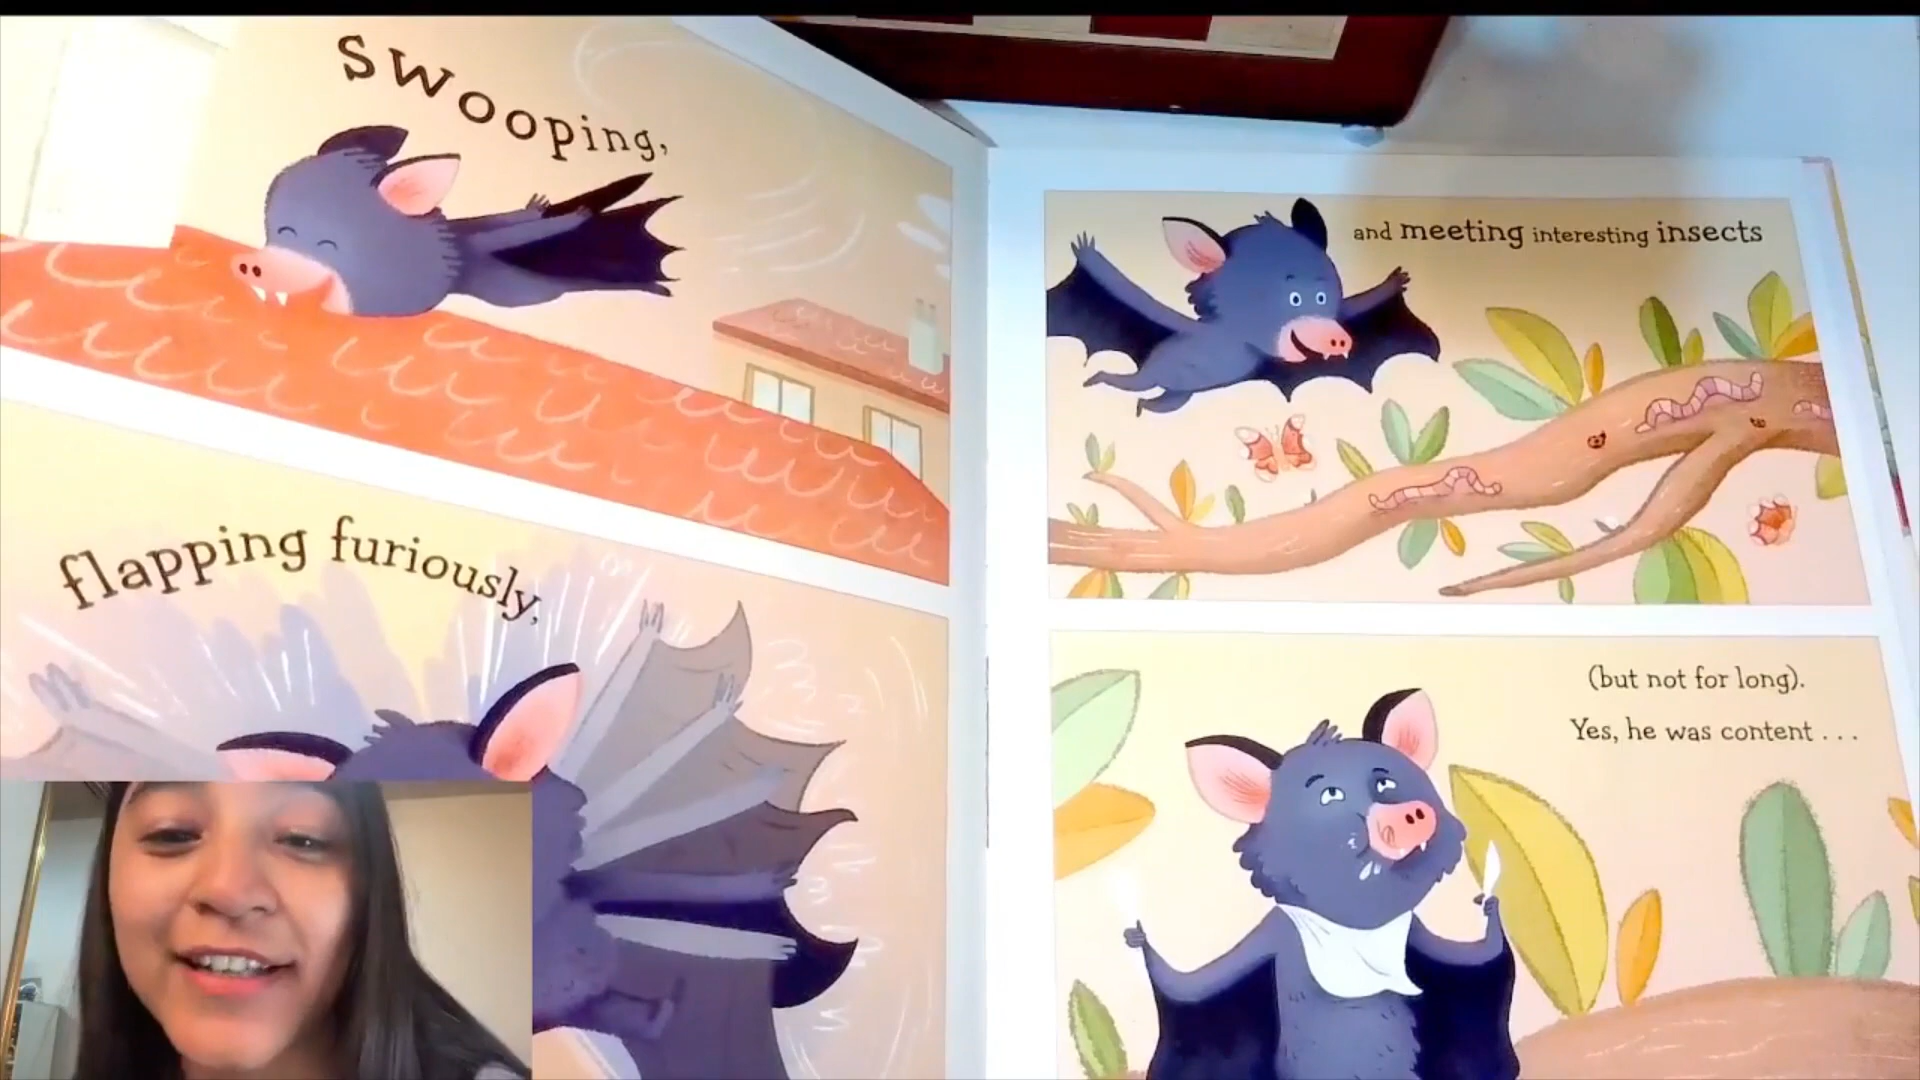 swooping,
flapping furiously,
and meeting interesting insects
(but not for long).
Yes, he was content . . .